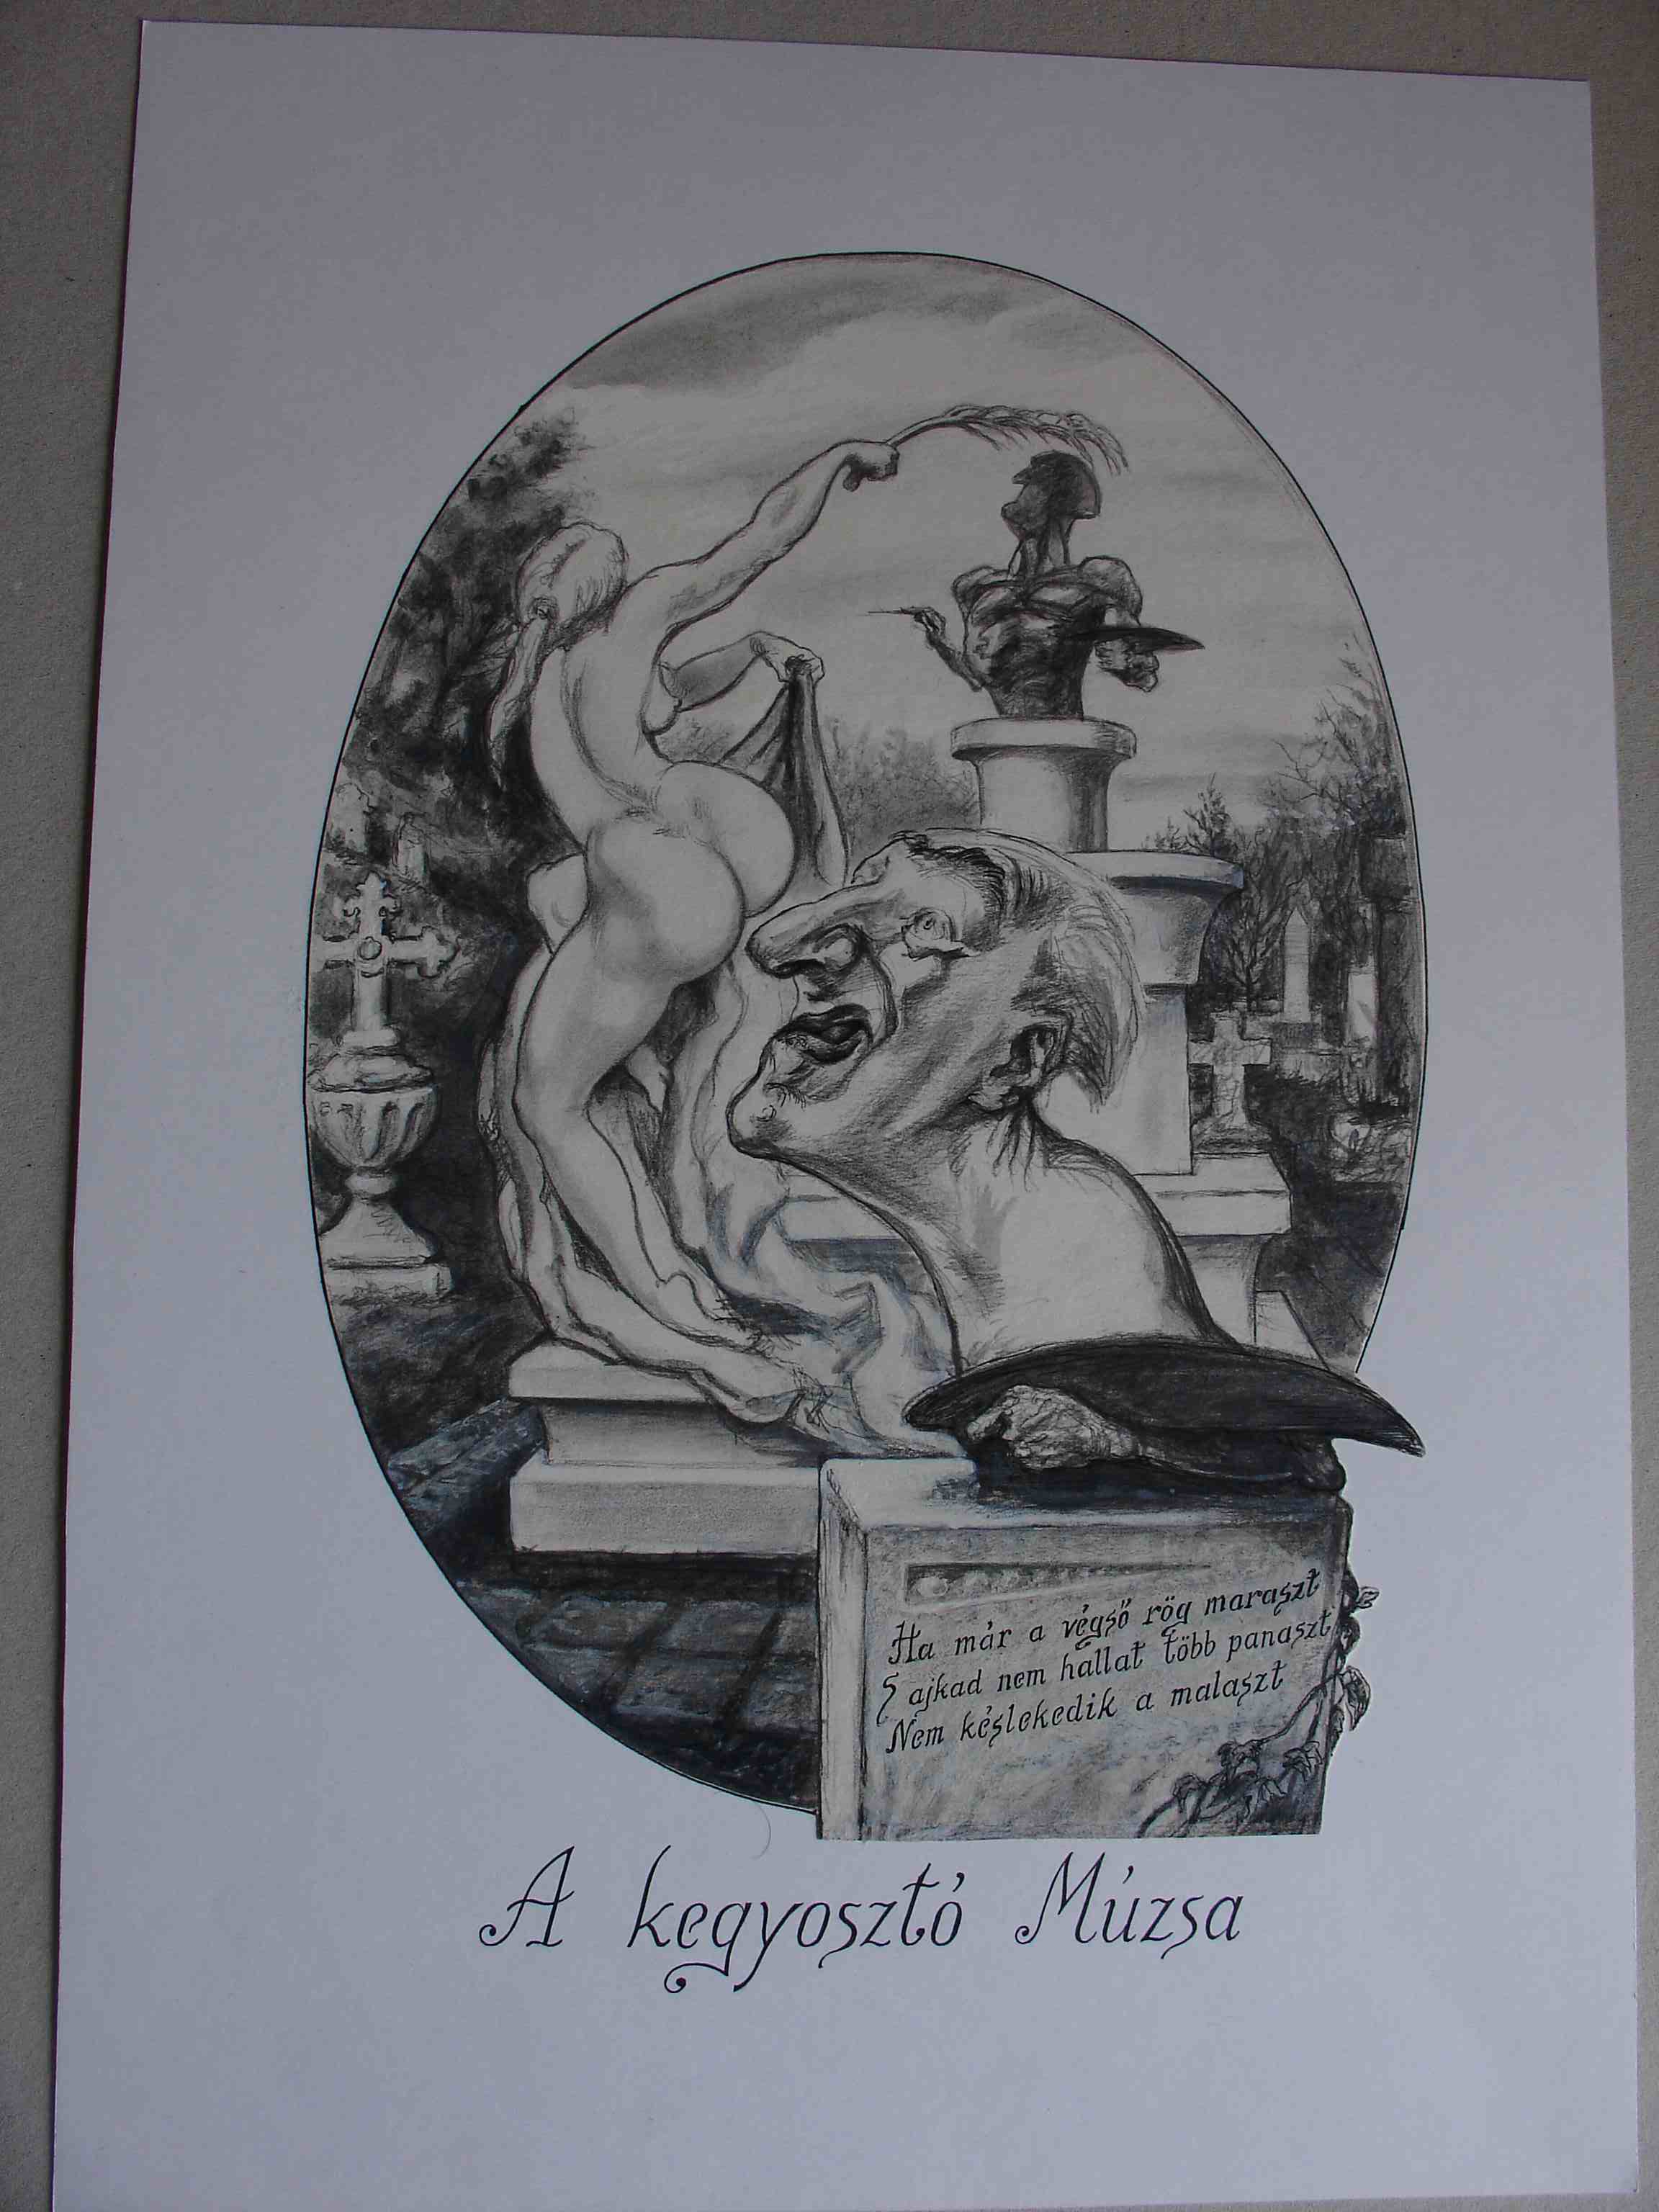 Ha már a végső rög maraszt
S ajkad nem hallat több panaszt
Nem késlekedik a malaszt
A kegyosztó Múzsa